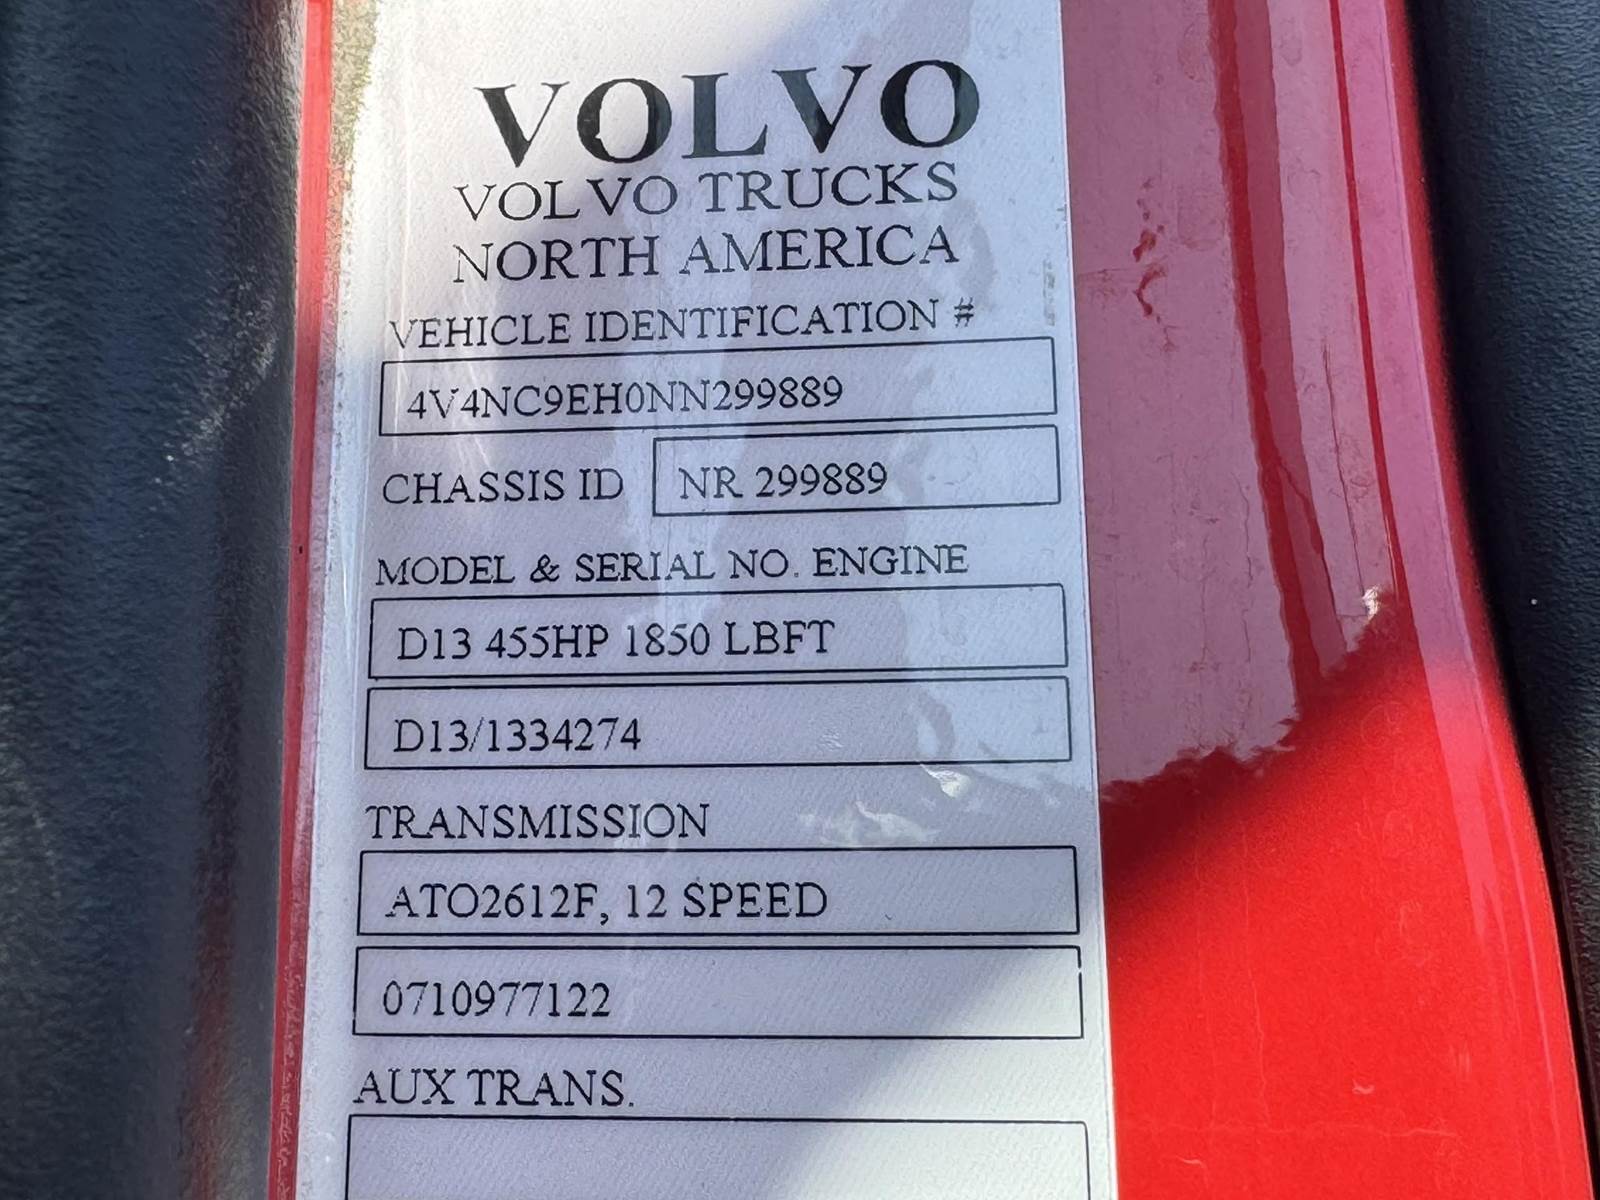 VOLVO
VOLVO TRUCKS
NORTH AMERICA
VEHICLE IDENTIFICATION #
4V4NC9EH0NN299889
CHASSIS ID NR 299889
MODEL & SERIAL NO. ENGINE
D13 455HP 1850 LBFT
D13/1334274
TRANSMISSION
ATO2612F, 12 SPEED
0710977122
AUX TRANS.